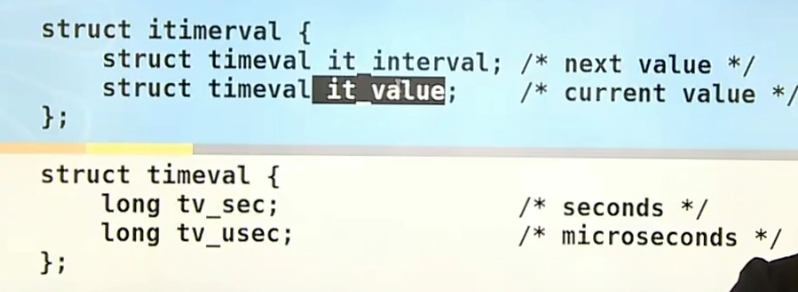 struct itimerval {
    struct timeval it_interval; /* next value */
    struct timeval it_value;     /* current value */
};
struct timeval {
    long tv_sec;                /* seconds */
    long tv_usec;               /* microseconds */
};